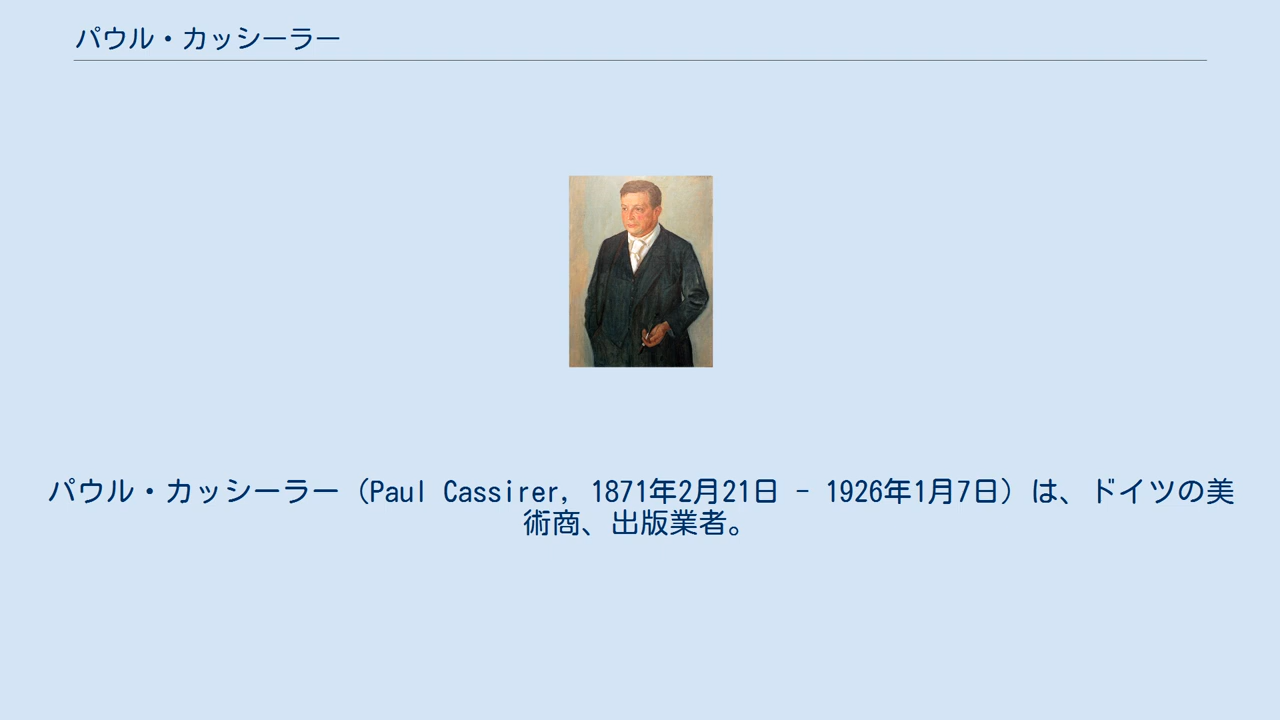 パウル・カッシーラー
パウル・カッシーラー（Paul Cassirer, 1871年2月21日 - 1926年1月7日）は、ドイツの美
術商、出版業者。